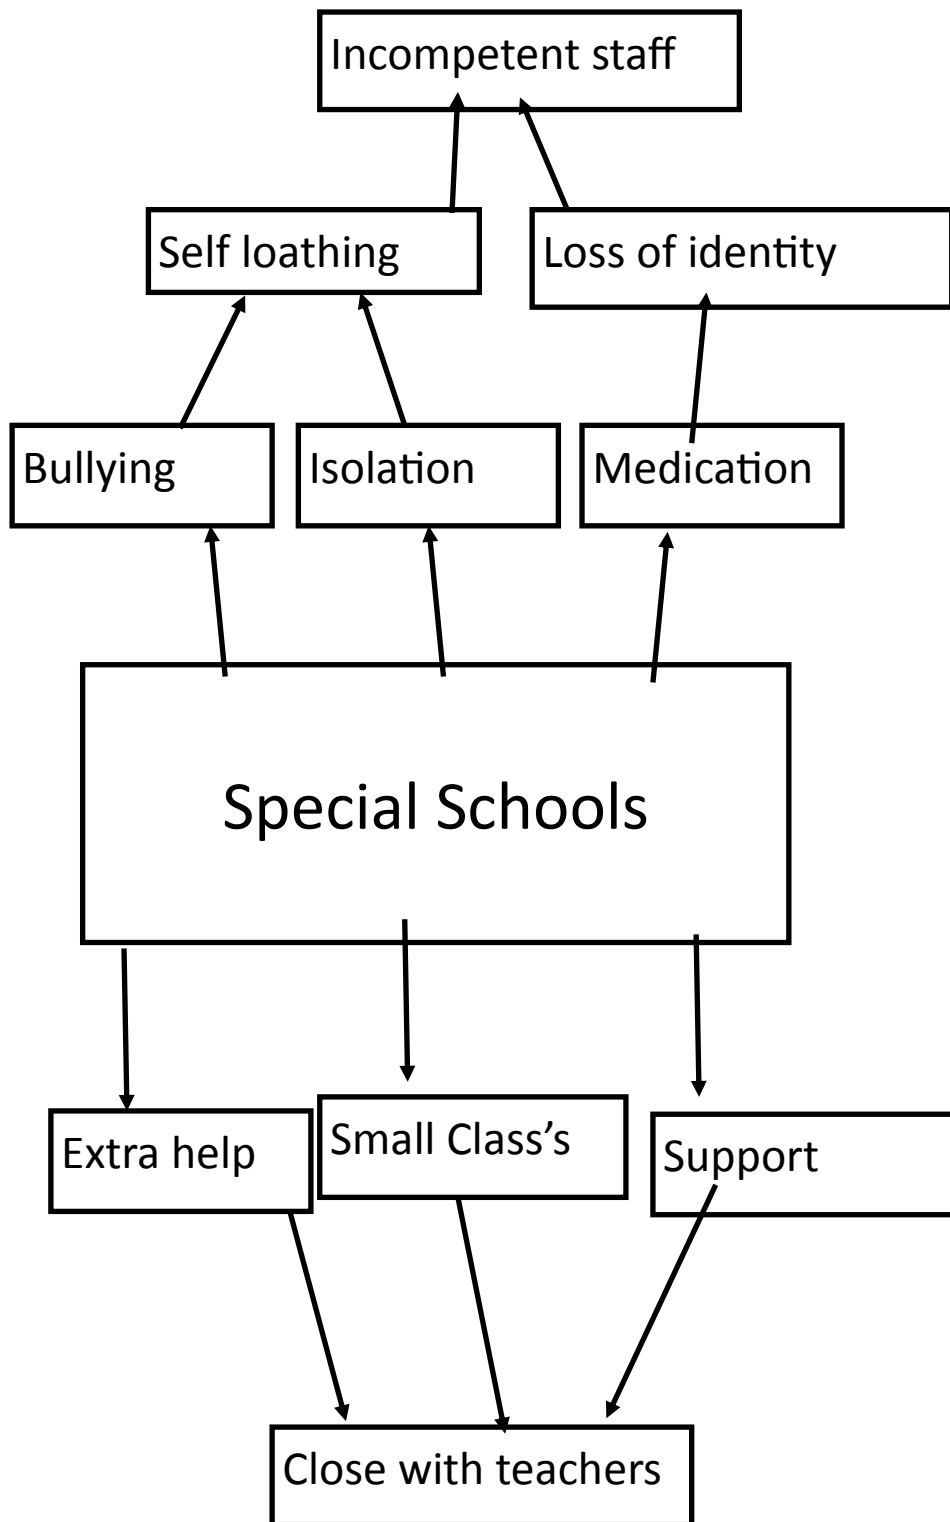 Incompetent staff
Self loathing
Loss of identity
Bullying
Isolation
Medication
Special Schools
Extra help
Small Class’s
Support
Close with teachers